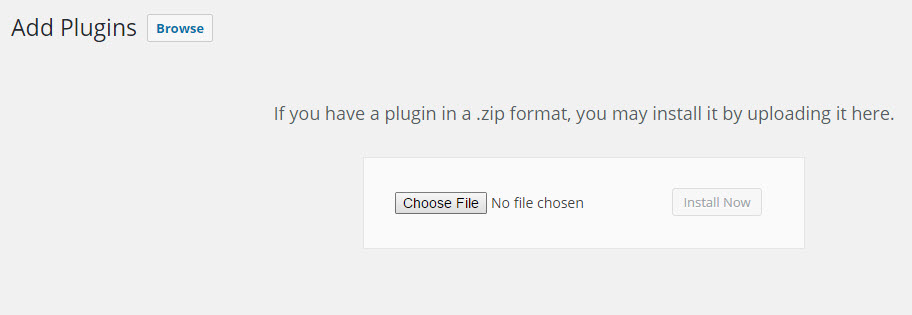 Add Plugins Browse
If you have a plugin in a .zip format, you may install it by uploading it here.
Choose File No file chosen Install Now